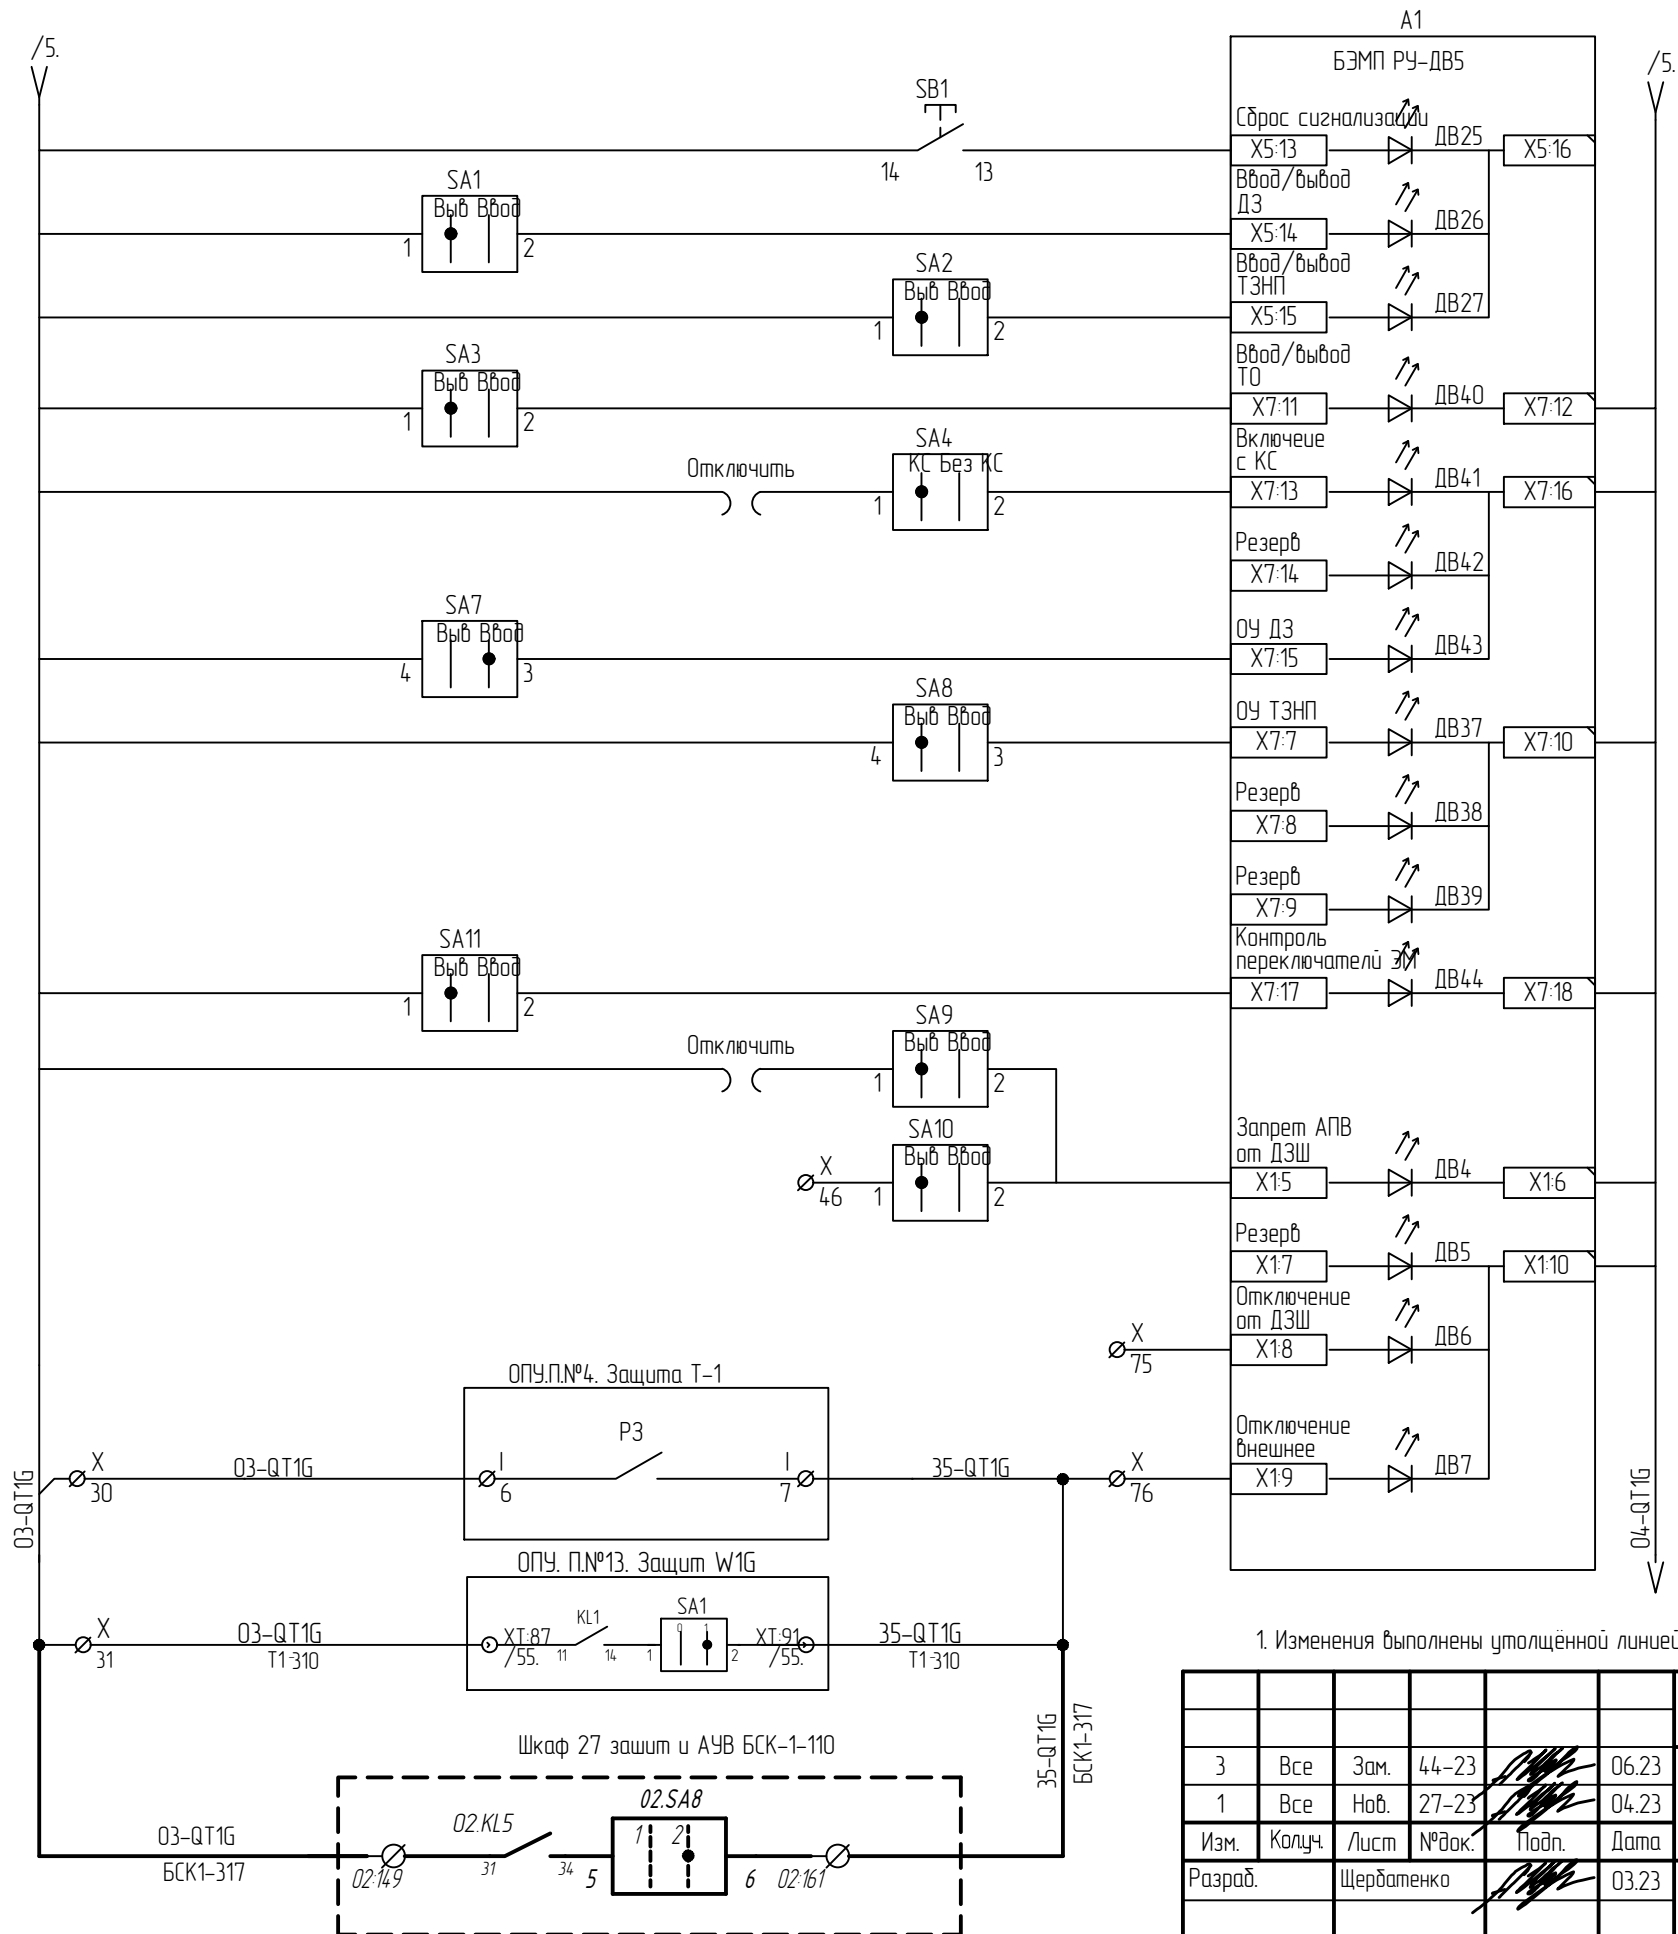 /5.
A1
БЭМП РУ-ДВ5
/5.
SB1
14
13
Сброс сигнализации
X5:13
ДВ25
X5:16
SA1
Выв Ввод
1
2
Ввод/вывод
ДЗ
X5:14
ДВ26
SA2
Выв Ввод
1
2
Ввод/вывод
ТЗНП
X5:15
ДВ27
SA3
Выв Ввод
1
2
Ввод/вывод
ТО
X7:11
ДВ40
X7:12
Отключить
SA4
КС Без КС
1
2
Включеие
с КС
X7:13
ДВ41
X7:16
Резерв
X7:14
ДВ42
SA7
Выв Ввод
4
3
ОУ ДЗ
X7:15
ДВ43
SA8
Выв Ввод
4
3
ОУ ТЗНП
X7:7
ДВ37
X7:10
Резерв
X7:8
ДВ38
Резерв
X7:9
ДВ39
SA11
Выв Ввод
1
2
Контроль
переключатели ЭМ
X7:17
ДВ44
X7:18
Отключить
SA9
Выв Ввод
1
2
X
46
SA10
Выв Ввод
1
2
Запрет АПВ
от ДЗШ
X1:5
ДВ4
X1:6
Резерв
X1:7
ДВ5
X1:10
X
75
Отключение
от ДЗШ
X1:8
ДВ6
03-QT1G
X
30
03-QT1G
ОПУ.П.№4. Защита Т-1
I
6
РЗ
I
7
35-QT1G
X
76
Отключение
внешнее
X1:9
ДВ7
04-QT1G
X
31
03-QT1G
Т1-310
ОПУ. П.№13. Защит W1G
XT:87
/55.
KL1
11
14
SA1
0 1
1
2
XT:91
/55.
35-QT1G
Т1-310
35-QT1G
БСК1-317
Шкаф 27 зашит и АУВ БСК-1-110
03-QT1G
БСК1-317
02:149
02.KL5
31
34
02.SA8
1 2
5
6
02:161
1. Изменения выполнены утолщённой линией
3 Все Зам. 44-23 06.23
1 Все Нов. 27-23 04.23
Изм. Кол.уч. Лист №док. Подп. Дата
Разраб. Щербатенко 03.23